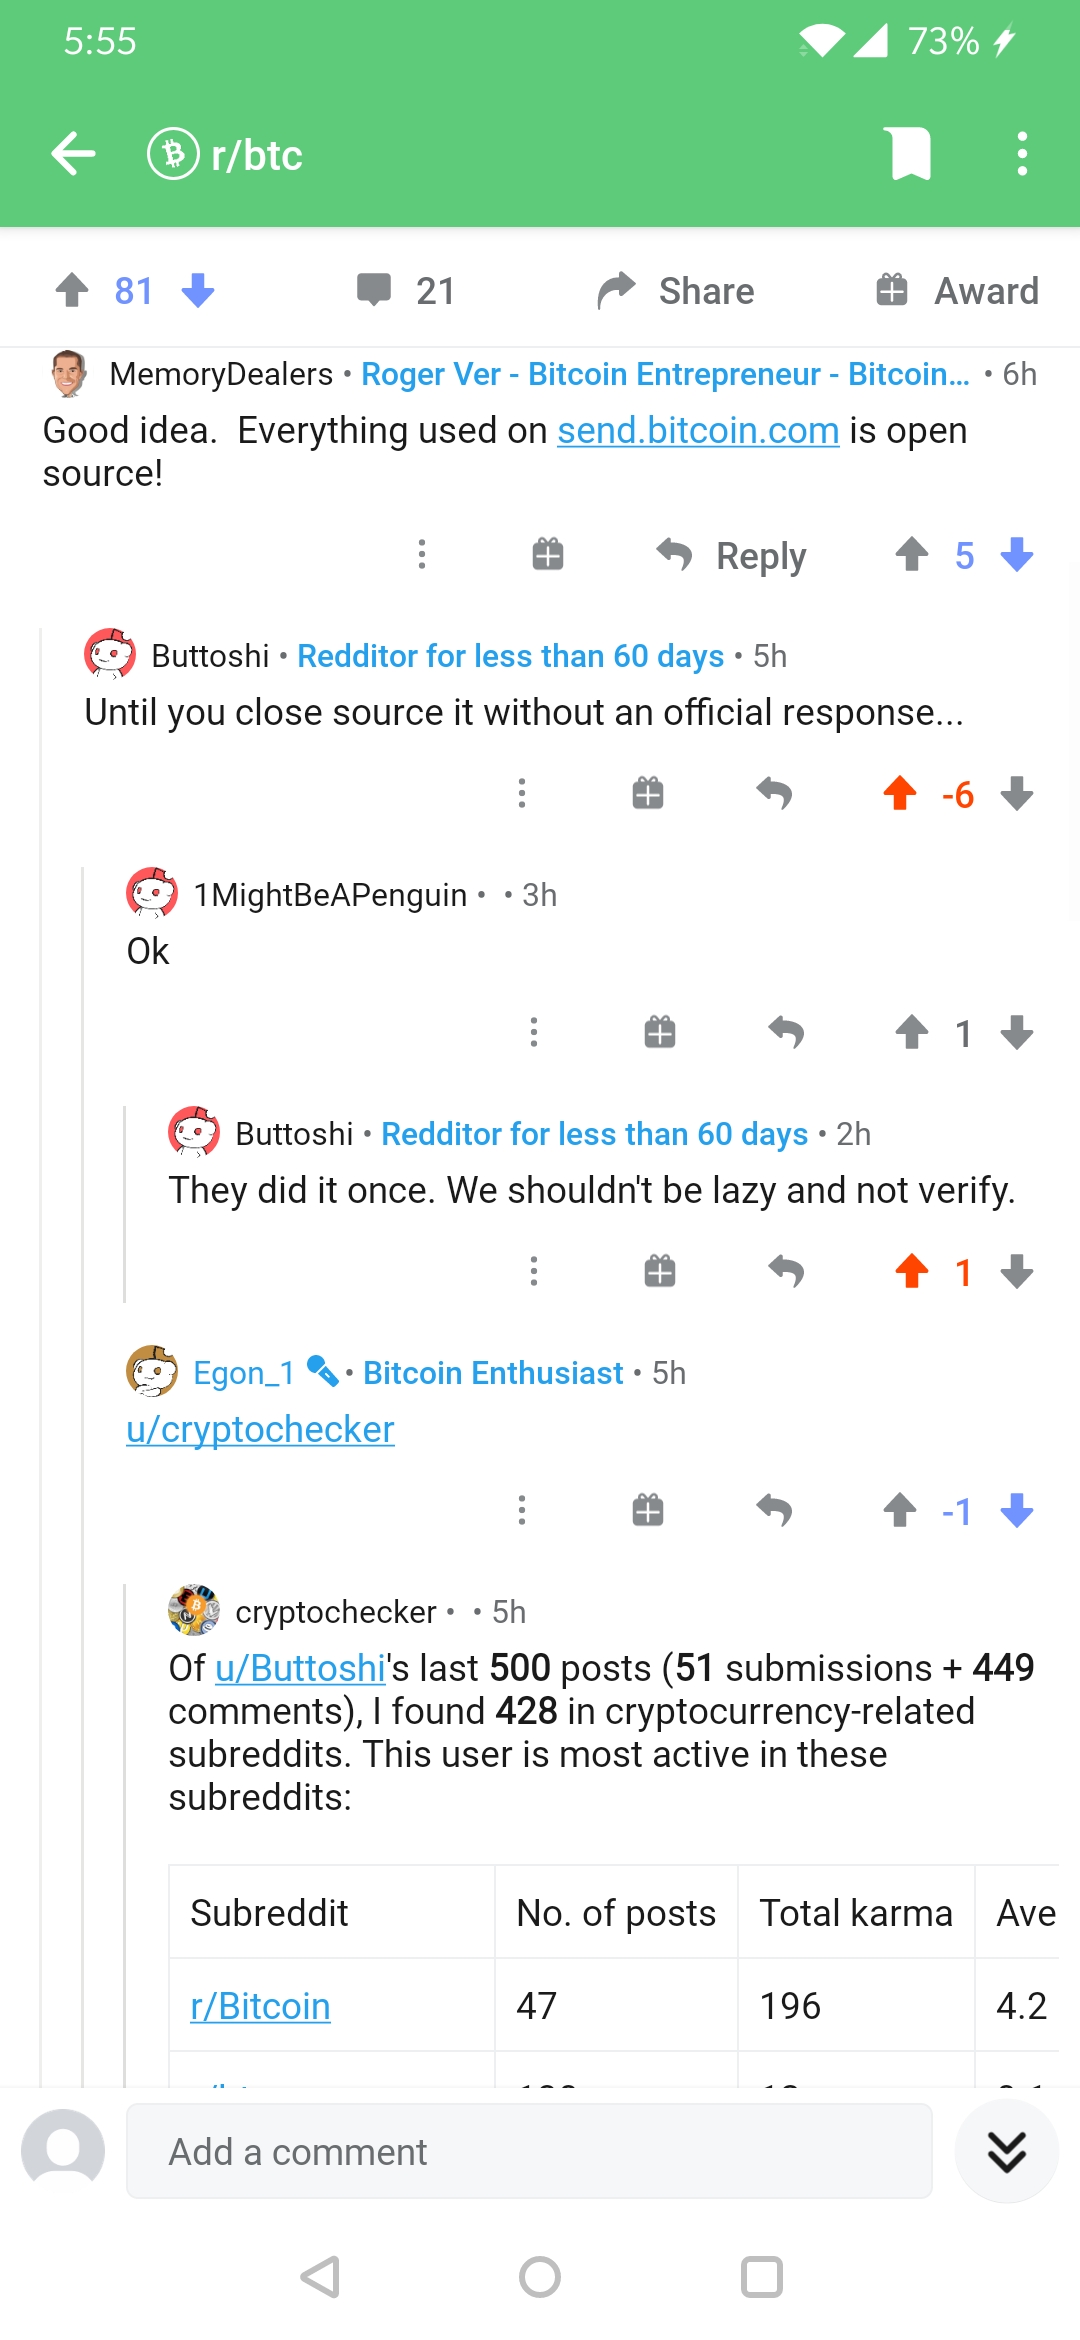 5:55
73%
r/btc
81
21
Share
Award
MemoryDealers • Roger Ver - Bitcoin Entrepreneur - Bitcoin... • 6h
Good idea. Everything used on send.bitcoin.com is open
source!
Reply
5
Buttoshi • Redditor for less than 60 days • 5h
Until you close source it without an official response...
-6
1MightBeAPenguin • • 3h
Ok
1
Buttoshi • Redditor for less than 60 days • 2h
They did it once. We shouldn't be lazy and not verify.
1
Egon_1 • Bitcoin Enthusiast • 5h
u/cryptochecker
-1
cryptochecker • • 5h
Of u/Buttoshi's last 500 posts (51 submissions + 449
comments), I found 428 in cryptocurrency-related
subreddits. This user is most active in these
subreddits:
Subreddit No. of posts Total karma Ave
r/Bitcoin 47 196 4.2
Add a comment